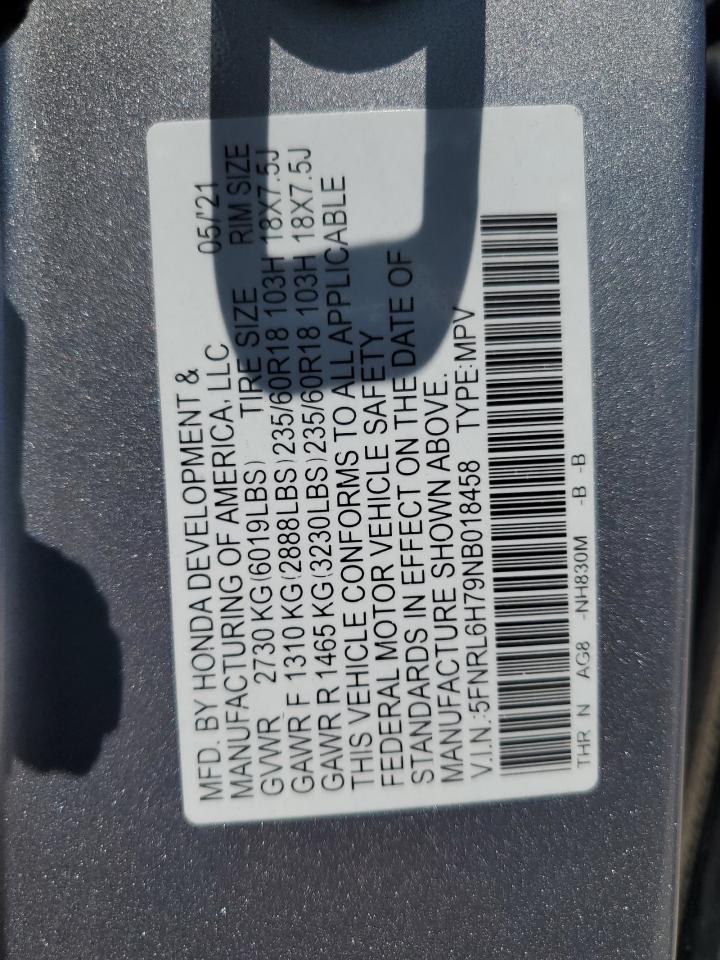 MFD. BY HONDA DEVELOPMENT &
MANUFACTURING OF AMERICA, LLC 05/'21
GVWR 2730 KG(6019LBS) TIRE SIZE RIM SIZE
GAWR F 1310 KG(2888LBS)235/60R18 103H 18X7.5J
GAWR R 1465 KG(3230LBS)235/60R18 103H 18X7.5J
THIS VEHICLE CONFORMS TO ALL APPLICABLE
FEDERAL MOTOR VEHICLE SAFETY
STANDARDS IN EFFECT ON THE DATE OF
MANUFACTURE SHOWN ABOVE.
V.I.N.:5FNRL6H79NB018458 TYPE:MPV
THR N AG8 -NH830M -B -B